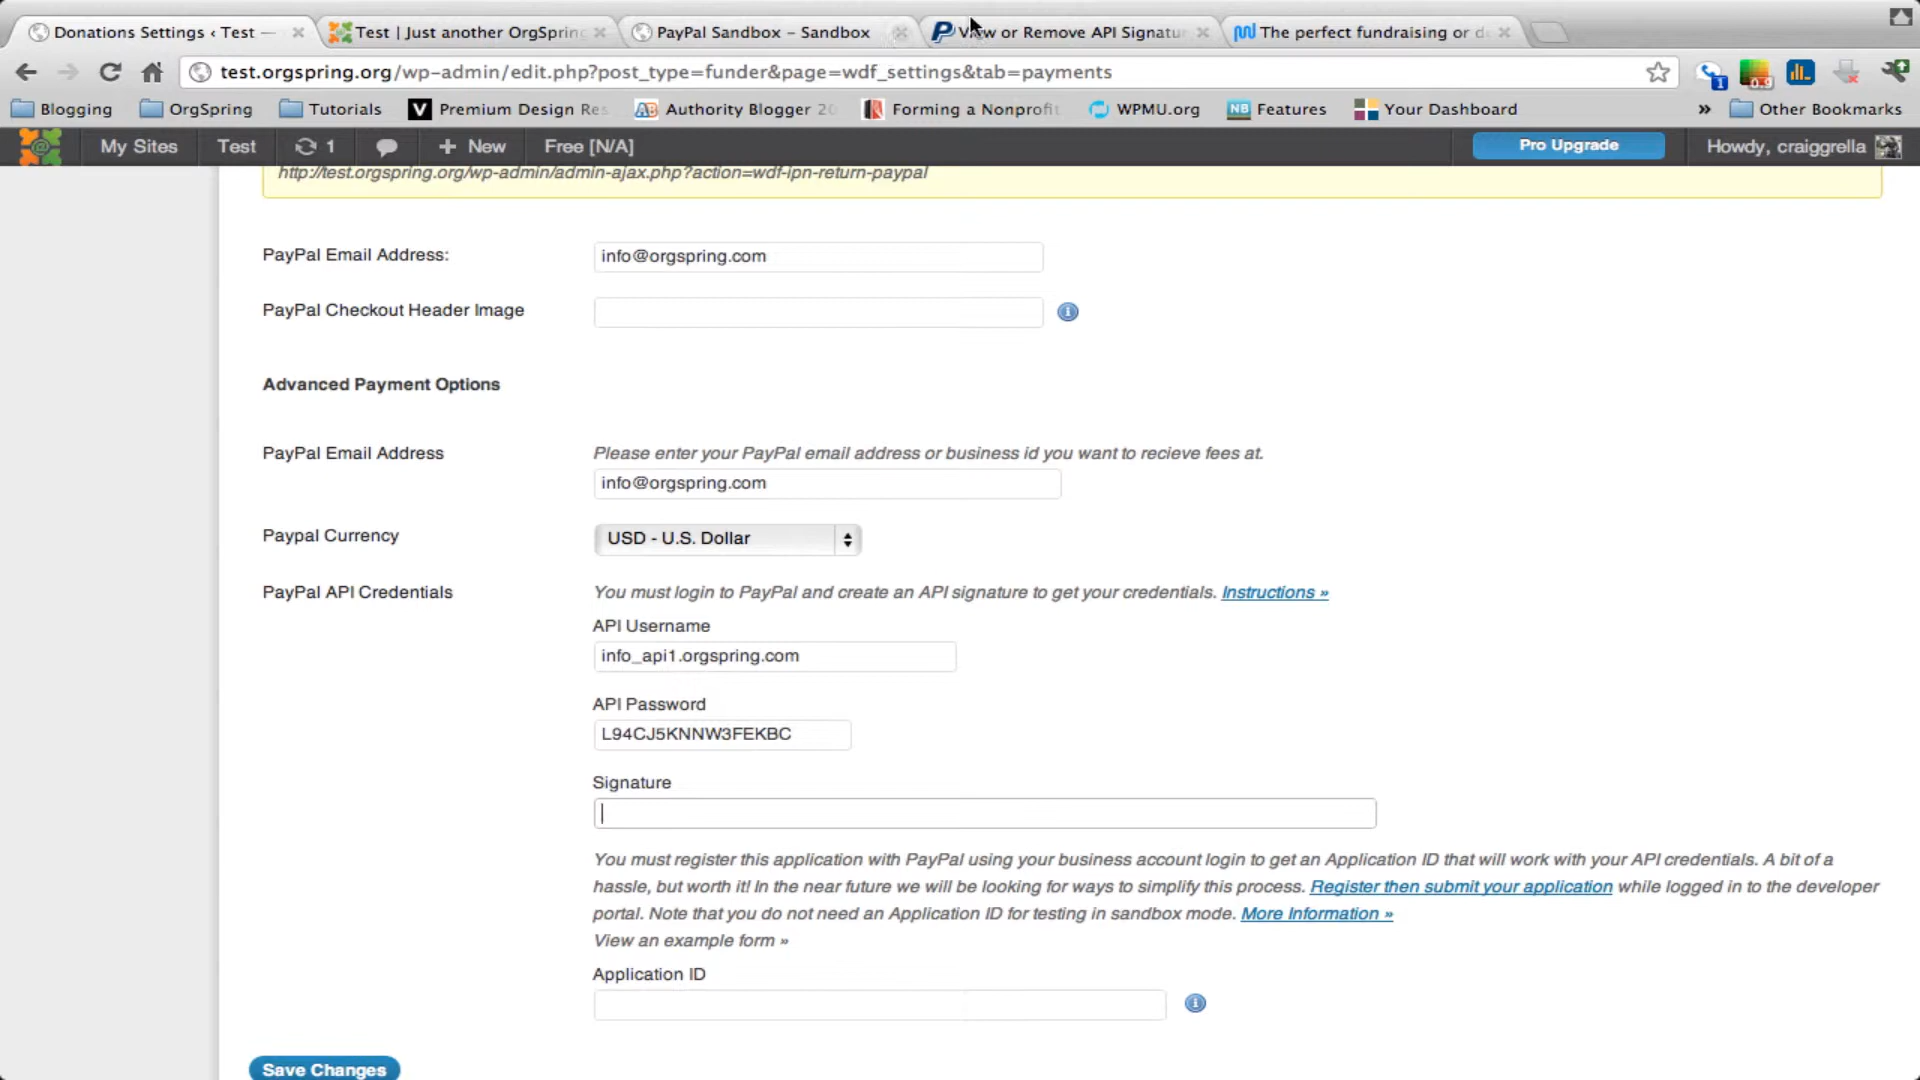 Donations Settings ‹ Test —
Test | Just another OrgSpring
PayPal Sandbox – Sandbox
View or Remove API Signatu
The perfect fundraising or d
test.orgspring.org/wp-admin/edit.php?post_type=funder&page=wdf_settings&tab=payments
1
0.9
Blogging
OrgSpring
Tutorials
Premium Design Res
Authority Blogger 20
Forming a Nonprofit
WPMU.org
NB Features
Your Dashboard
»
Other Bookmarks
My Sites
Test
1
+ New
Free [N/A]
Pro Upgrade
Howdy, craiggrella
http://test.orgspring.org/wp-admin/admin-ajax.php?action=wdf-ipn-return-paypal
PayPal Email Address:
info@orgspring.com
PayPal Checkout Header Image
Advanced Payment Options
PayPal Email Address
Please enter your PayPal email address or business id you want to recieve fees at.
info@orgspring.com
Paypal Currency
USD - U.S. Dollar
PayPal API Credentials
You must login to PayPal and create an API signature to get your credentials. Instructions »
API Username
info_api1.orgspring.com
API Password
L94CJ5KNNW3FEKBC
Signature
You must register this application with PayPal using your business account login to get an Application ID that will work with your API credentials. A bit of a
hassle, but worth it! In the near future we will be looking for ways to simplify this process. Register then submit your application while logged in to the developer
portal. Note that you do not need an Application ID for testing in sandbox mode. More Information »
View an example form »
Application ID
Save Changes